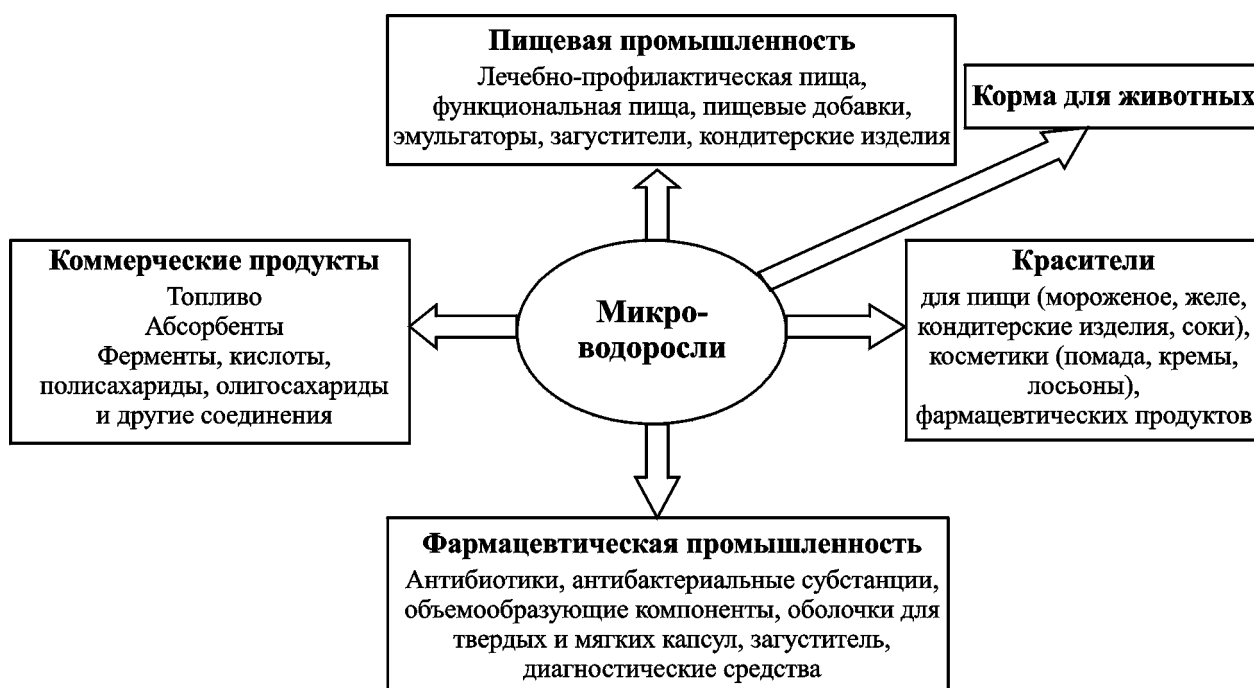 Пищевая промышленность
Лечебно-профилактическая пища,
функциональная пища, пищевые добавки,
эмульгаторы, загустители, кондитерские изделия
Корма для животных
Коммерческие продукты
Топливо
Абсорбенты
Ферменты, кислоты,
полисахариды, олигосахариды
и другие соединения
Микро-
водоросли
Красители
для пищи (мороженое, желе,
кондитерские изделия, соки),
косметики (помада, кремы,
лосьоны),
фармацевтических продуктов
Фармацевтическая промышленность
Антибиотики, антибактериальные субстанции,
объемообразующие компоненты, оболочки для
твердых и мягких капсул, загуститель,
диагностические средства